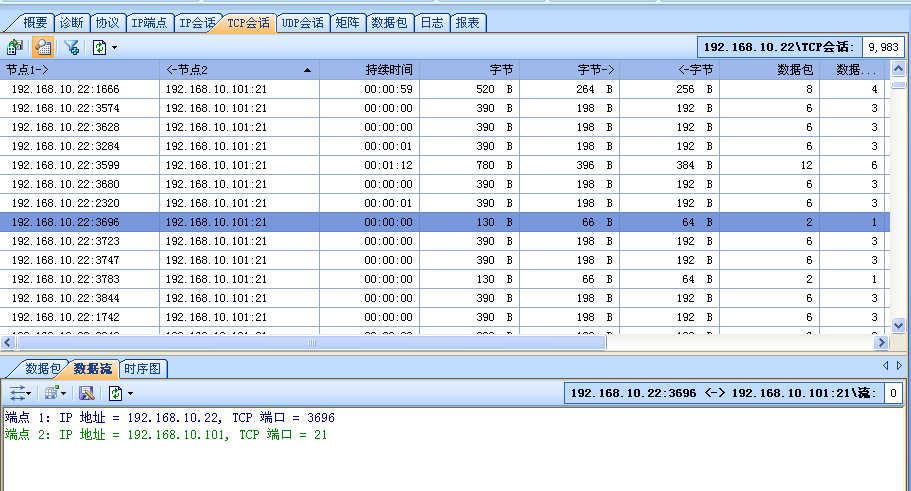 概要 诊断 协议 IP端点 IP会话 TCP会话 UDP会话 矩阵 数据包 日志 报表
192.168.10.22\TCP会话: 9,983
节点1-> <-节点2 持续时间 字节 字节-> <-字节 数据包 数据...
192.168.10.22:1666 192.168.10.101:21 00:00:59 520 B 264 B 256 B 8 4
192.168.10.22:3574 192.168.10.101:21 00:00:00 390 B 198 B 192 B 6 3
192.168.10.22:3628 192.168.10.101:21 00:00:00 390 B 198 B 192 B 6 3
192.168.10.22:3284 192.168.10.101:21 00:00:01 390 B 198 B 192 B 6 3
192.168.10.22:3599 192.168.10.101:21 00:01:12 780 B 396 B 384 B 12 6
192.168.10.22:3680 192.168.10.101:21 00:00:00 390 B 198 B 192 B 6 3
192.168.10.22:2320 192.168.10.101:21 00:00:01 390 B 198 B 192 B 6 3
192.168.10.22:3696 192.168.10.101:21 00:00:00 130 B 66 B 64 B 2 1
192.168.10.22:3723 192.168.10.101:21 00:00:00 390 B 198 B 192 B 6 3
192.168.10.22:3747 192.168.10.101:21 00:00:00 390 B 198 B 192 B 6 3
192.168.10.22:3783 192.168.10.101:21 00:00:00 130 B 66 B 64 B 2 1
192.168.10.22:3844 192.168.10.101:21 00:00:00 390 B 198 B 192 B 6 3
192.168.10.22:1742 192.168.10.101:21 00:00:00 390 B 198 B 192 B 6 3
数据包 数据流 时序图
192.168.10.22:3696 <-> 192.168.10.101:21\流: 0
端点 1: IP 地址 = 192.168.10.22, TCP 端口 = 3696
端点 2: IP 地址 = 192.168.10.101, TCP 端口 = 21